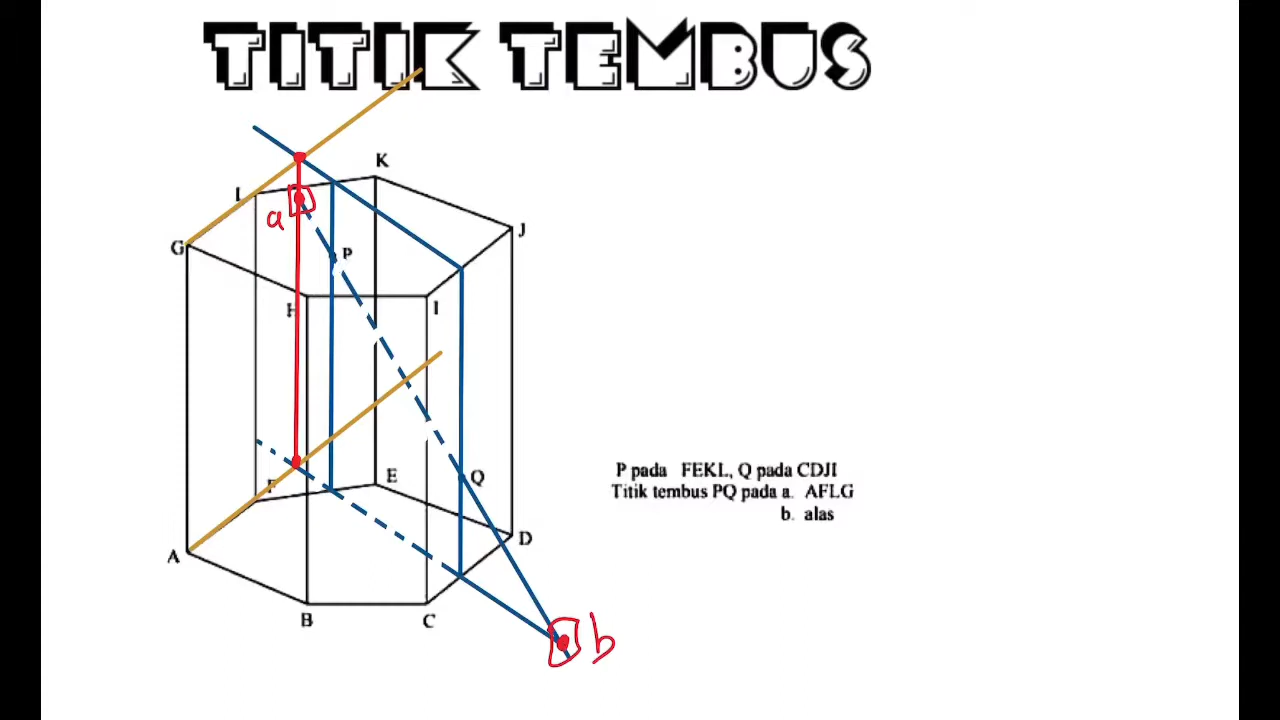 TITIK TEMBUS
K
L
a
J
G
P
H
I
E
Q
P pada FEKL, Q pada CDJI
Titik tembus PQ pada a. AFLG
b. alas
F
D
A
B
C
b